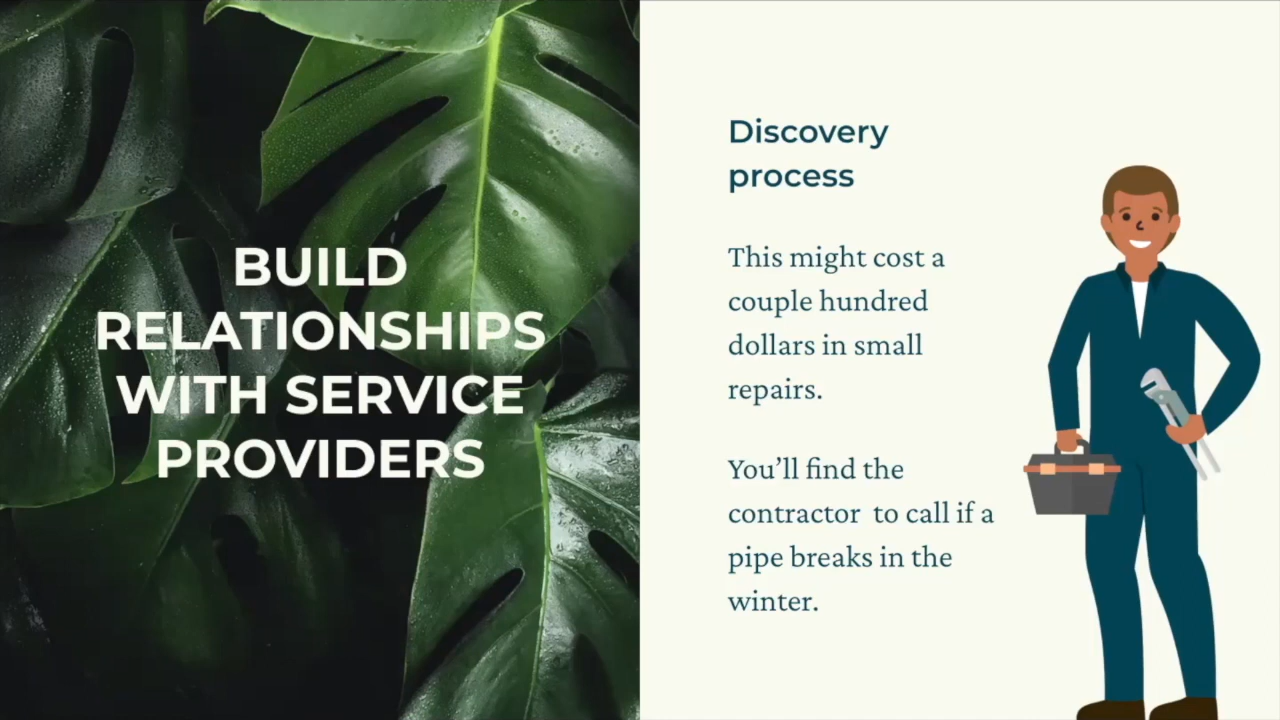 BUILD
RELATIONSHIPS
WITH SERVICE
PROVIDERS
Discovery
process
This might cost a
couple hundred
dollars in small
repairs.
You’ll find the
contractor  to call if a
pipe breaks in the
winter.